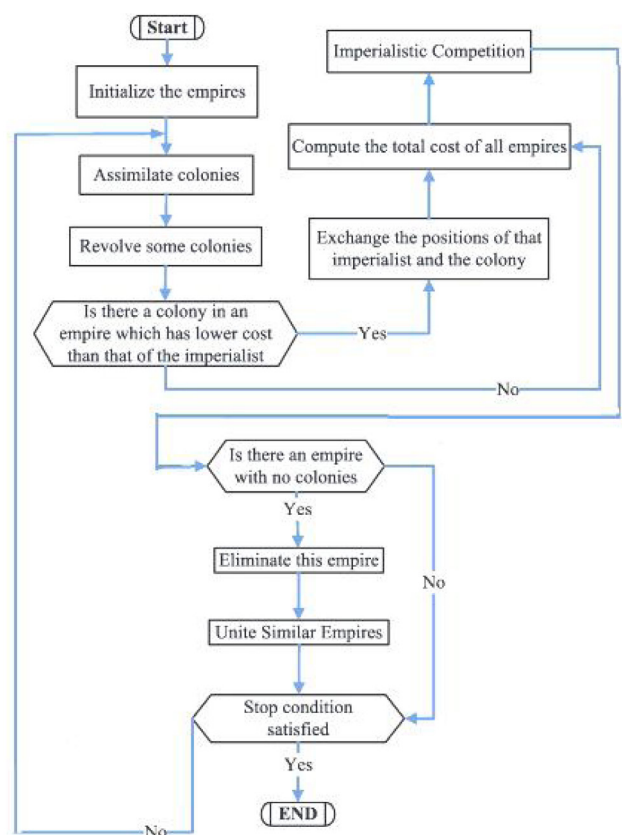 Start
Initialize the empires
Assimilate colonies
Revolve some colonies
Is there a colony in an
empire which has lower cost
than that of the imperialist
Yes
No
Exchange the positions of that
imperialist and the colony
Compute the total cost of all empires
Imperialistic Competition
Is there an empire
with no colonies
Yes
No
Eliminate this empire
Unite Similar Empires
Stop condition
satisfied
Yes
No
END